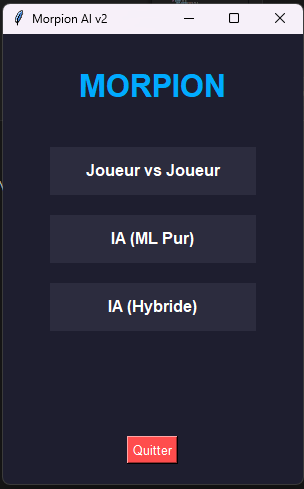 Morpion AI v2
MORPION
Joueur vs Joueur
IA (ML Pur)
IA (Hybride)
Quitter